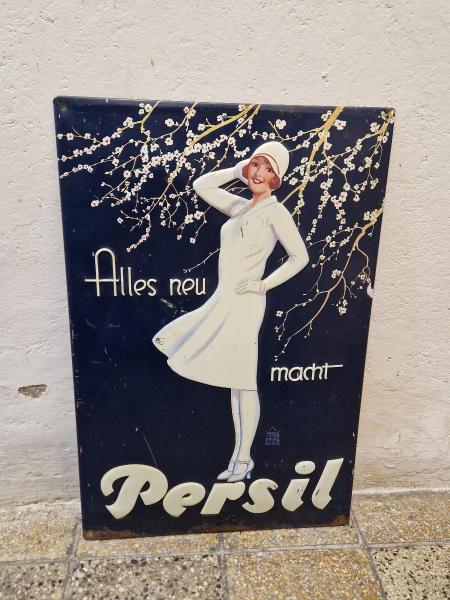 Alles neu
macht
Persil